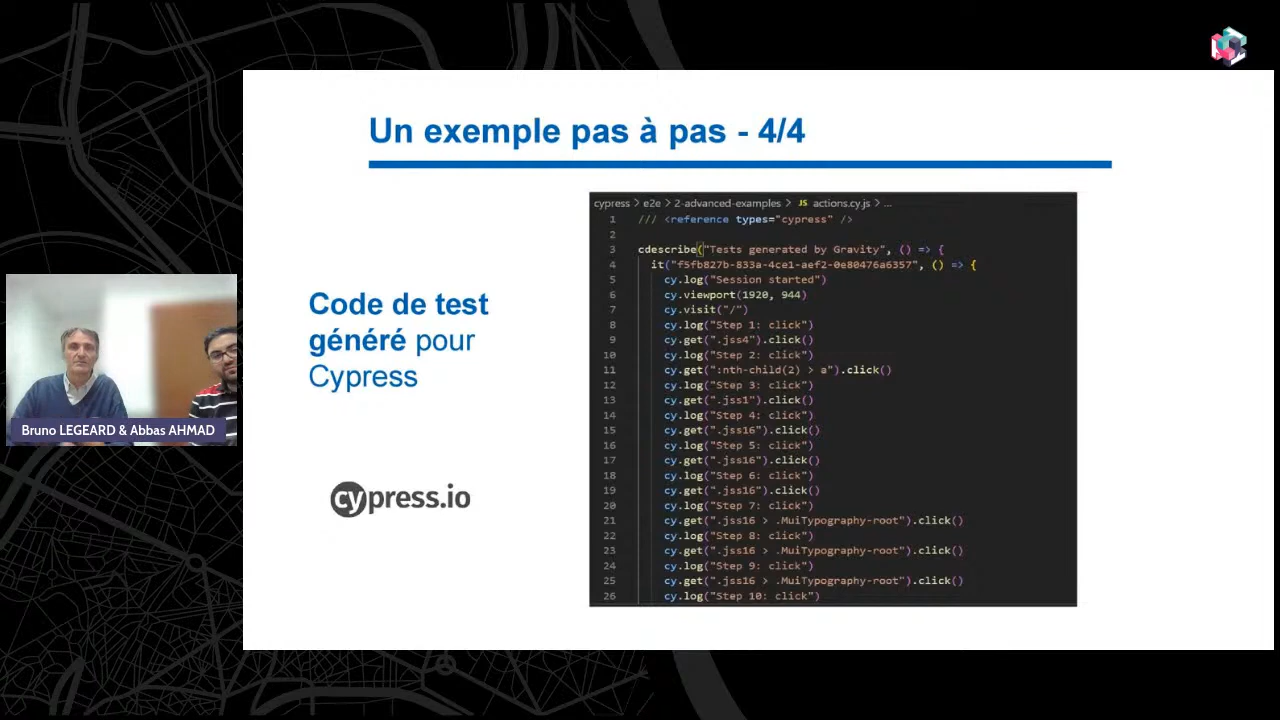 Un exemple pas à pas - 4/4
Code de test
généré pour
Cypress
cypress.io
Bruno LEGEARD & Abbas AHMAD
cypress > e2e > 2-advanced-examples > JS actions.cy.js > ...
1 /// <reference types="cypress" />
2
3 cdescribe("Tests generated by Gravity", () => {
4 it("f5fb827b-833a-4ce1-aef2-0e80476a6357", () => {
5 cy.log("Session started")
6 cy.viewport(1920, 944)
7 cy.visit("/")
8 cy.log("Step 1: click")
9 cy.get(".jss4").click()
10 cy.log("Step 2: click")
11 cy.get(":nth-child(2) > a").click()
12 cy.log("Step 3: click")
13 cy.get(".jss1").click()
14 cy.log("Step 4: click")
15 cy.get(".jss16").click()
16 cy.log("Step 5: click")
17 cy.get(".jss16").click()
18 cy.log("Step 6: click")
19 cy.get(".jss16").click()
20 cy.log("Step 7: click")
21 cy.get(".jss16 > .MuiTypography-root").click()
22 cy.log("Step 8: click")
23 cy.get(".jss16 > .MuiTypography-root").click()
24 cy.log("Step 9: click")
25 cy.get(".jss16 > .MuiTypography-root").click()
26 cy.log("Step 10: click")